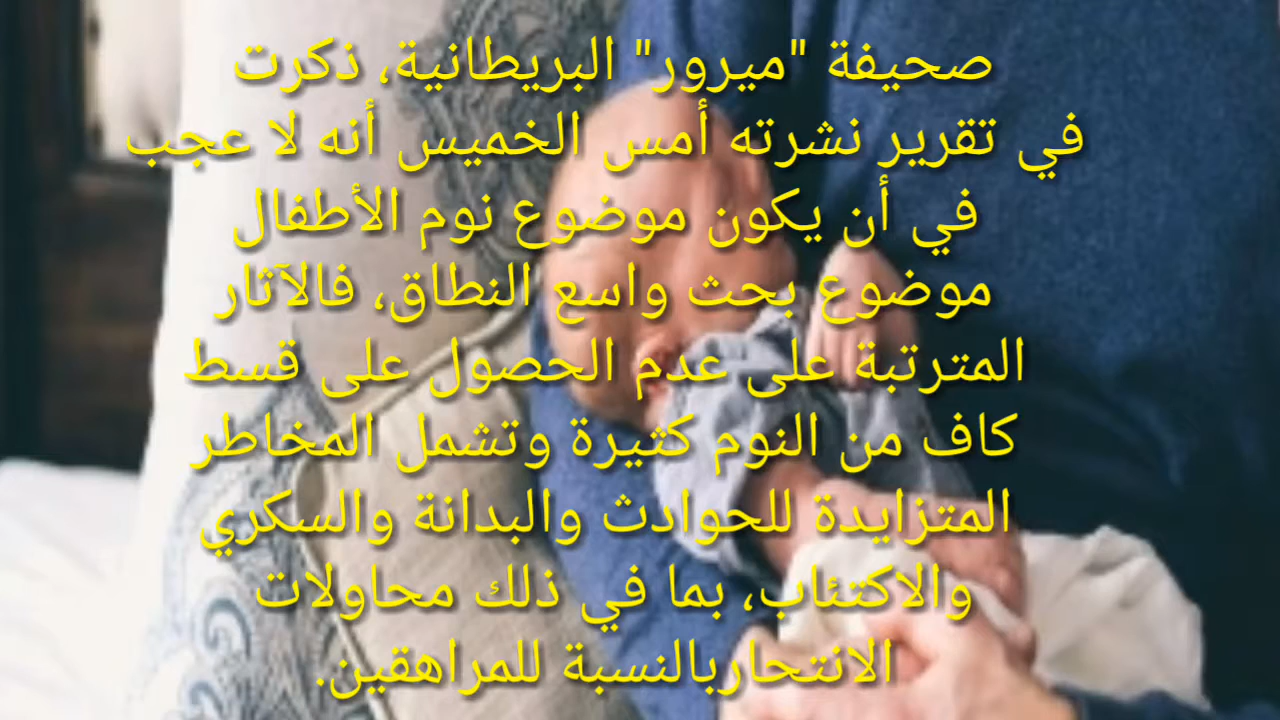 صحيفة "ميرور" البريطانية، ذكرت
في تقرير نشرته أمس الخميس أنه لا عجب
في أن يكون موضوع نوم الأطفال
موضوع بحث واسع النطاق، فالآثار
المترتبة على عدم الحصول على قسط
كاف من النوم كثيرة وتشمل المخاطر
المتزايدة للحوادث والبدانة والسكري
والاكتئاب، بما في ذلك محاولات
الانتحاربالنسبة للمراهقين.